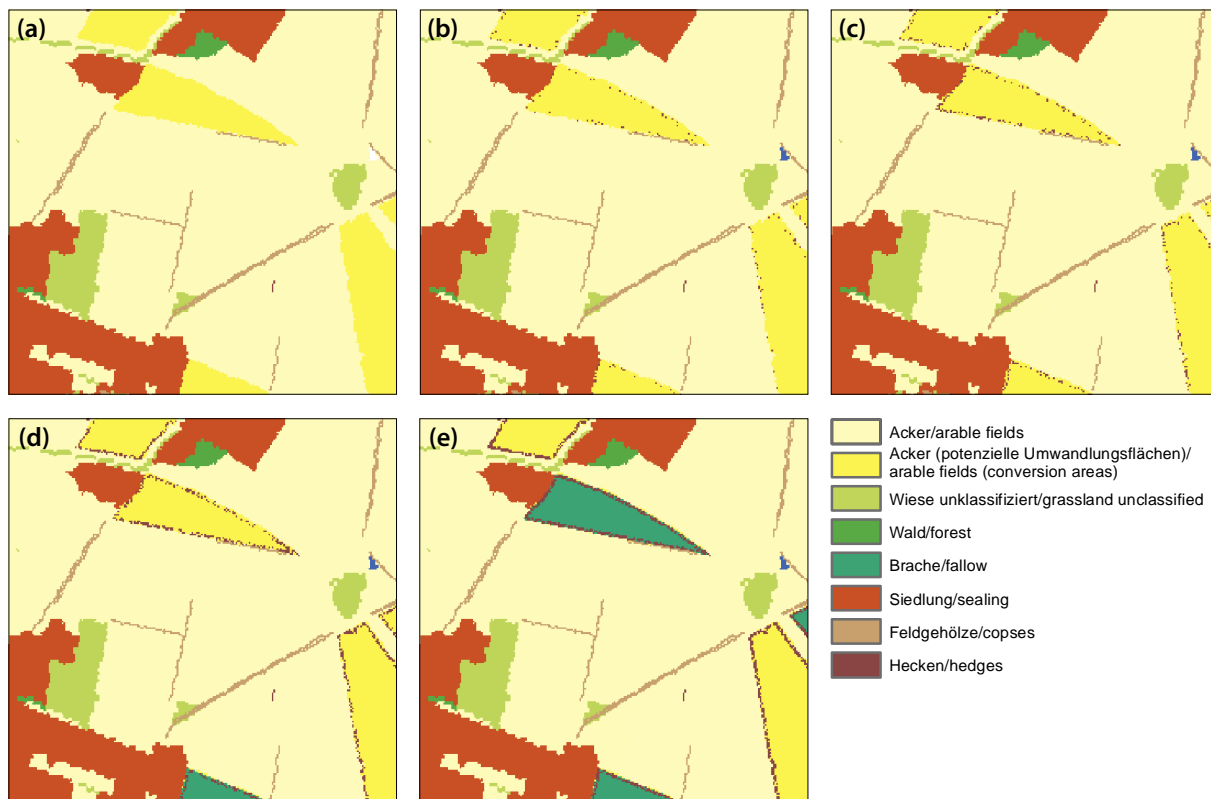 (a)
(b)
(c)
(d)
(e)
Acker/arable fields
Acker (potenzielle Umwandlungsflächen)/
arable fields (conversion areas)
Wiese unklassifiziert/grassland unclassified
Wald/forest
Brache/fallow
Siedlung/sealing
Feldgehölze/copses
Hecken/hedges